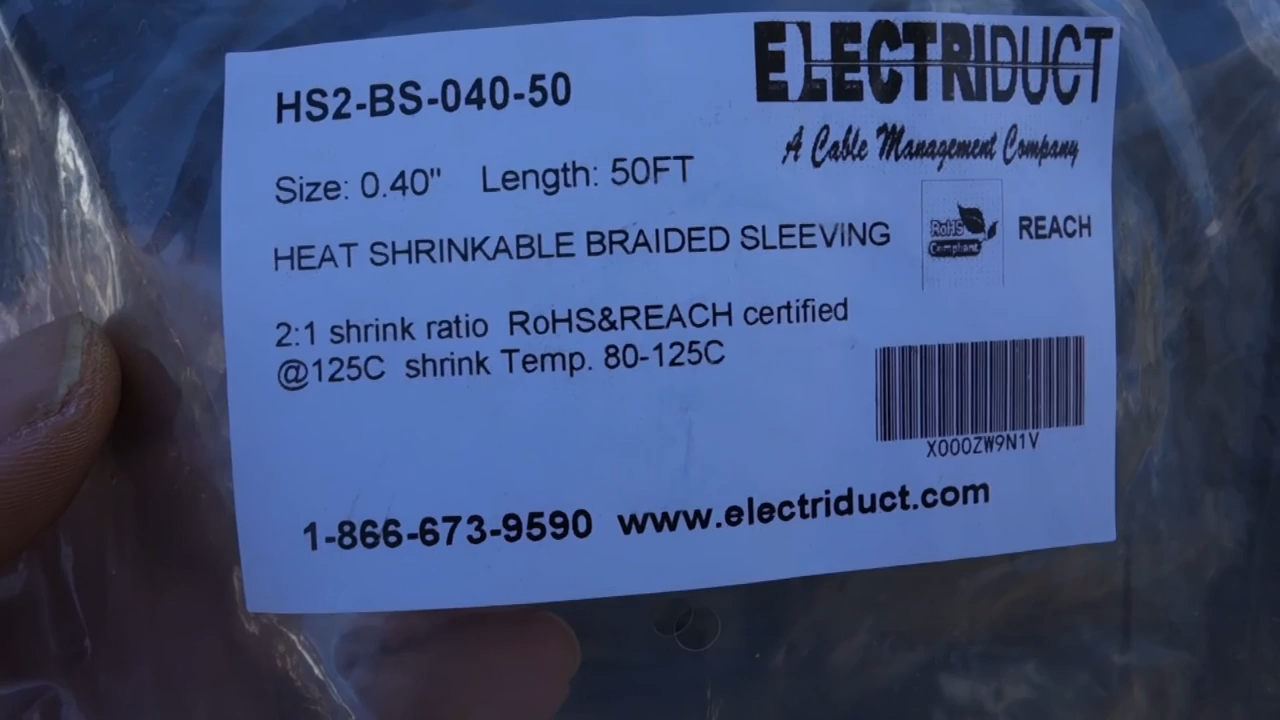 ELECTRIDUCT
A Cable Management Company
HS2-BS-040-50
Size: 0.40" Length: 50FT
HEAT SHRINKABLE BRAIDED SLEEVING
RoHS
Compliant
REACH
2:1 shrink ratio RoHS&REACH certified
@125C shrink Temp. 80-125C
X000ZW9N1V
1-866-673-9590 www.electriduct.com